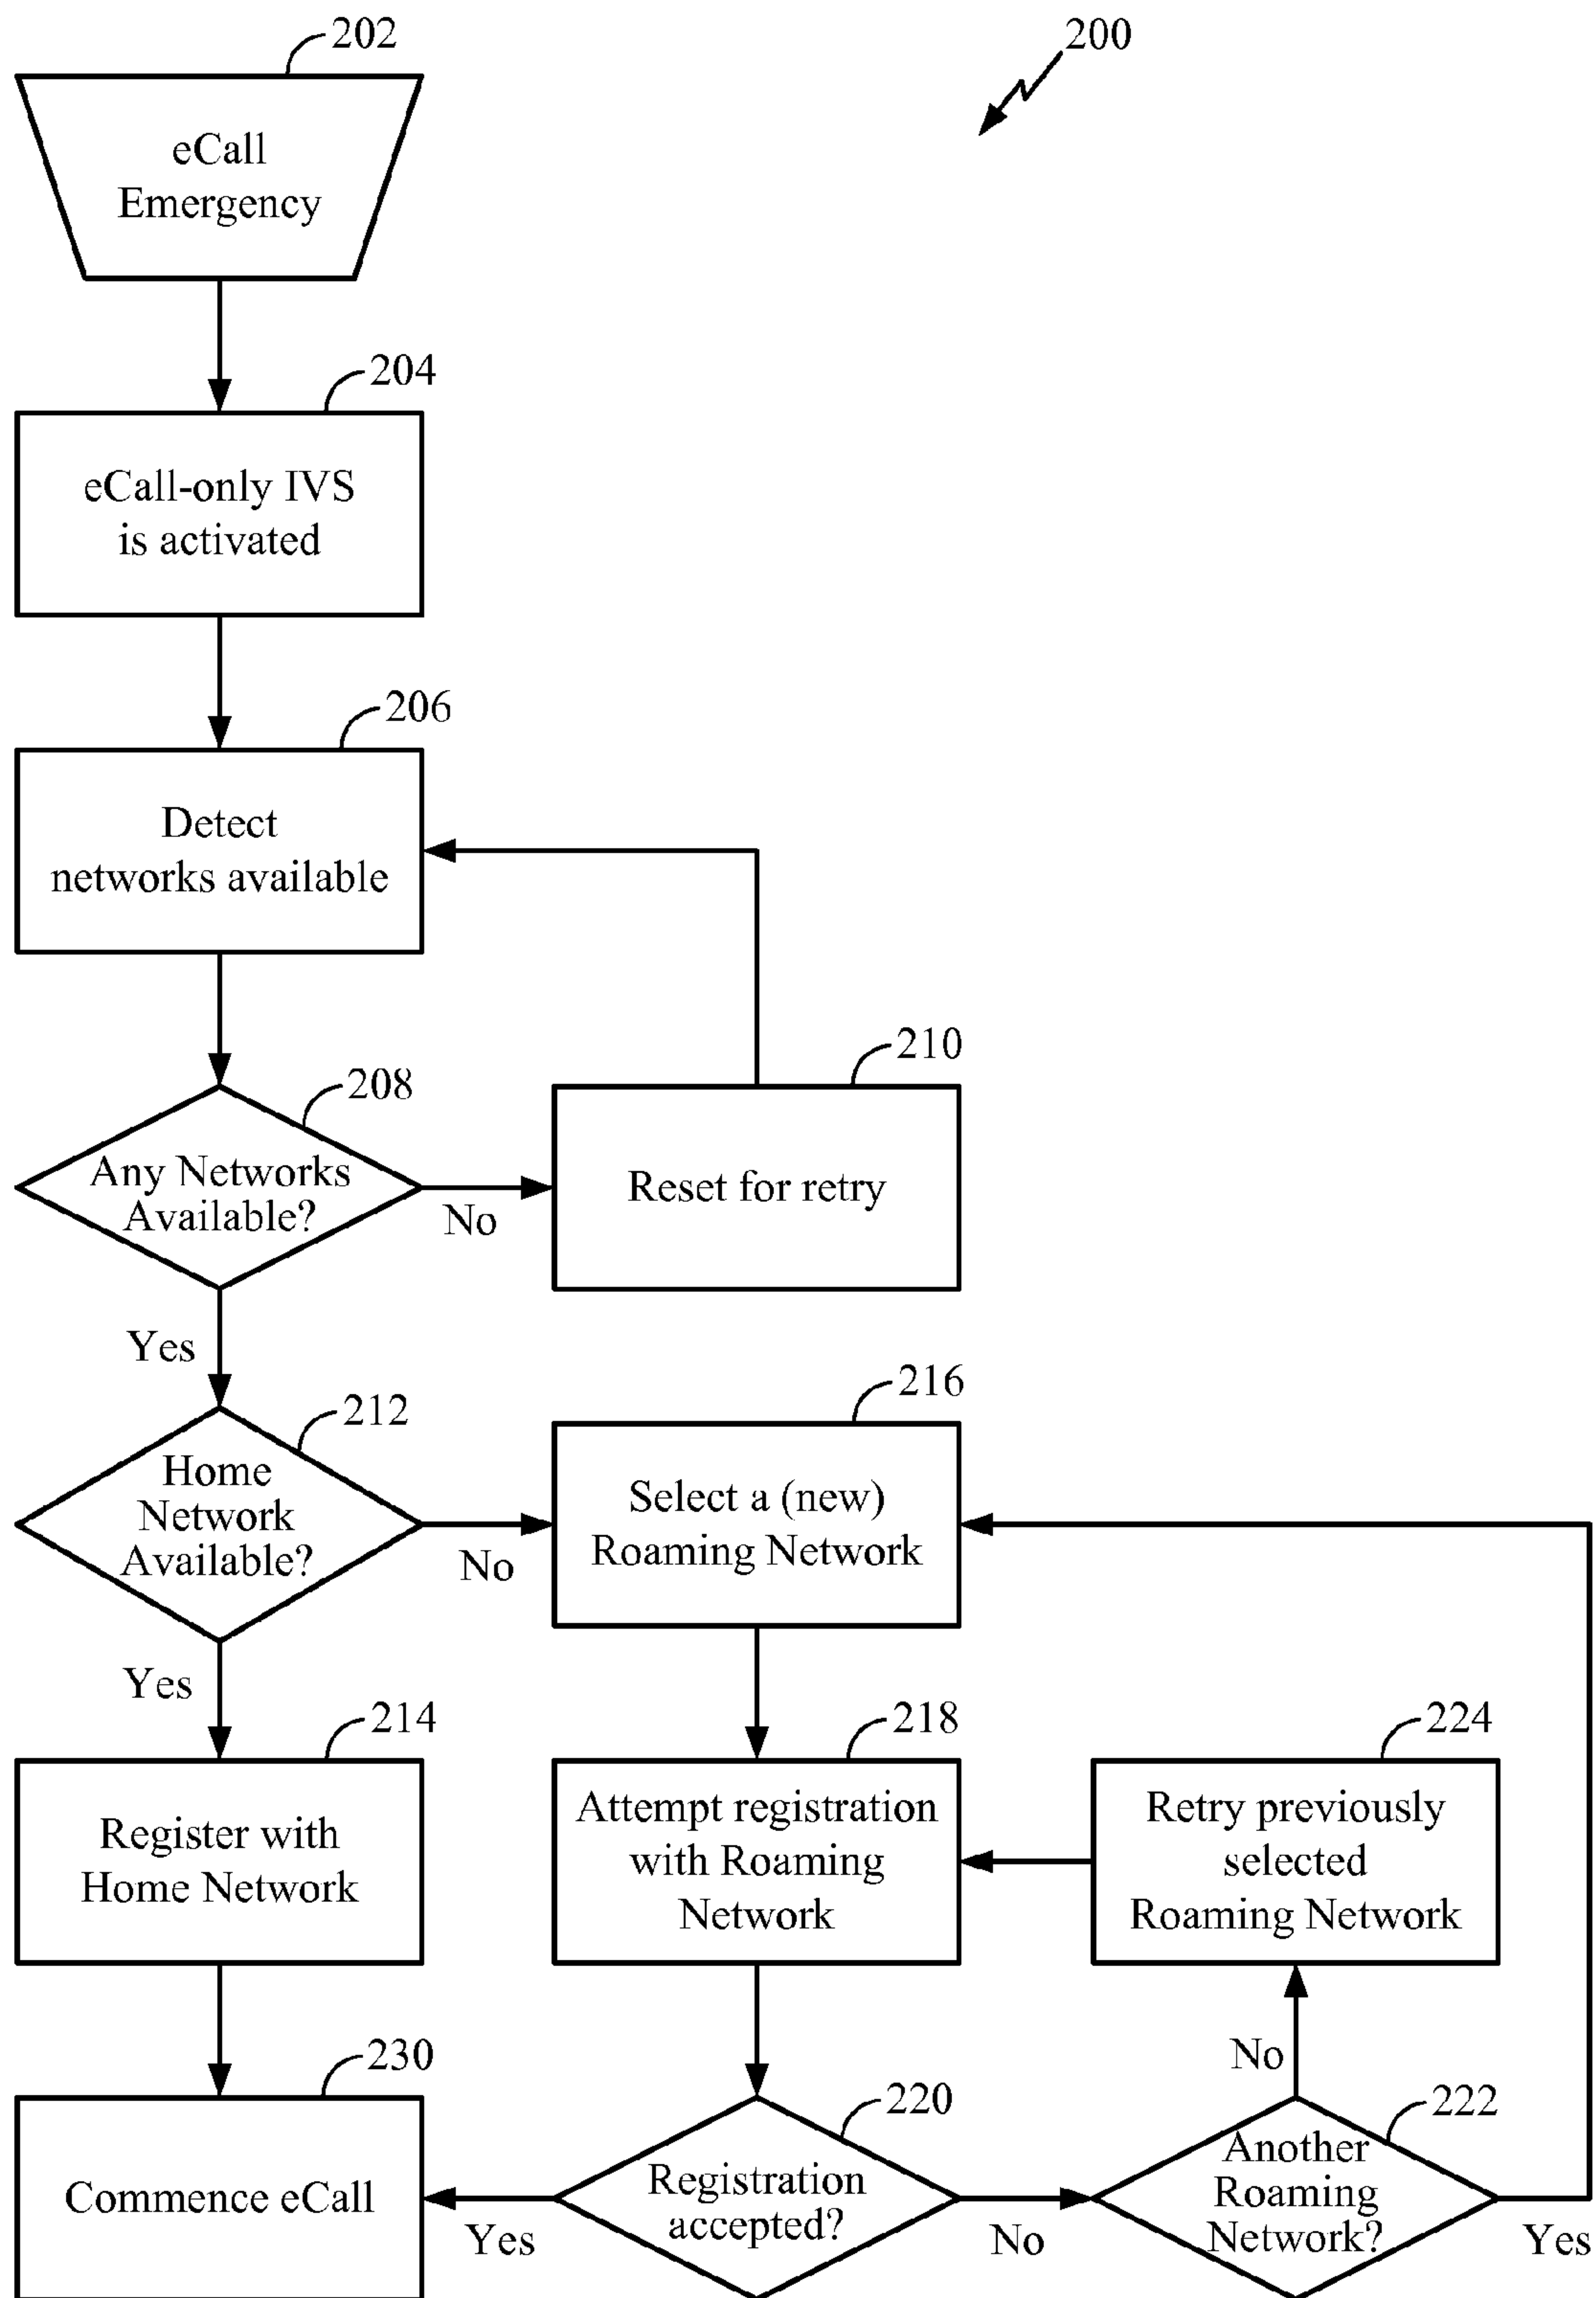 202
200
eCall
Emergency
204
eCall-only IVS
is activated
206
Detect
networks available
208
Any Networks
Available?
No
210
Reset for retry
Yes
212
Home
Network
Available?
No
216
Select a (new)
Roaming Network
Yes
214
Register with
Home Network
218
Attempt registration
with Roaming
Network
224
Retry previously
selected
Roaming Network
230
Commence eCall
220
Registration
accepted?
Yes
No
222
Another
Roaming
Network?
No
Yes